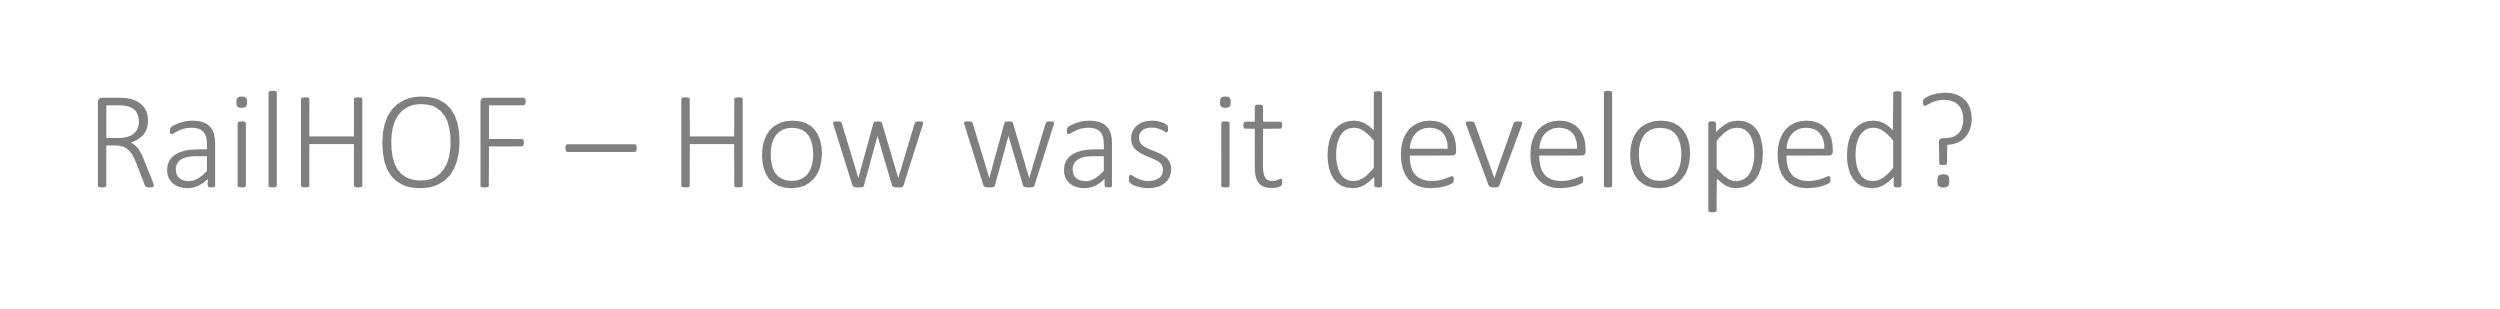 RailHOF – How was it developed?